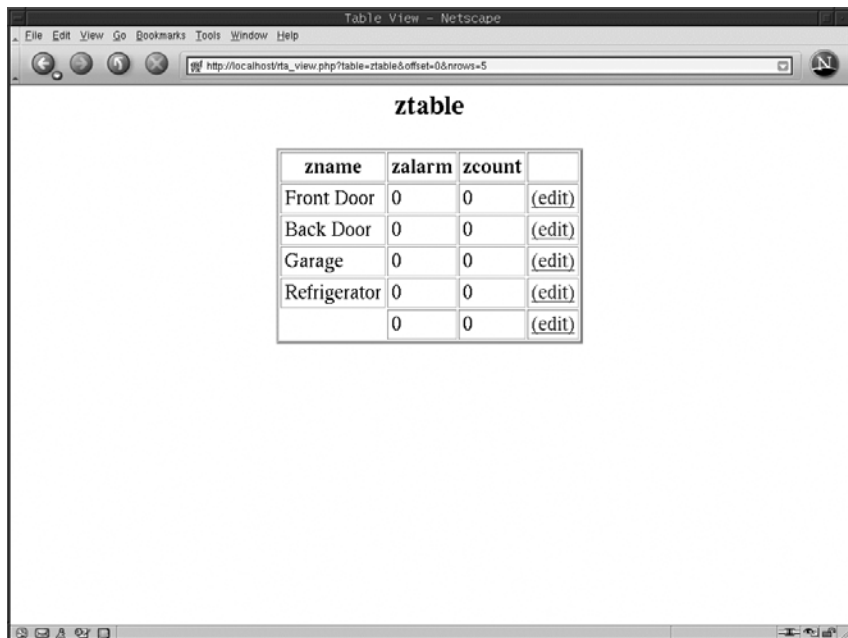 Table View - Netscape
File Edit View Go Bookmarks Tools Window Help
http://localhost/rta_view.php?table=ztable&offset=0&nrows=5
N
ztable
zname zalarm zcount
Front Door 0 0 (edit)
Back Door 0 0 (edit)
Garage 0 0 (edit)
Refrigerator 0 0 (edit)
0 0 (edit)